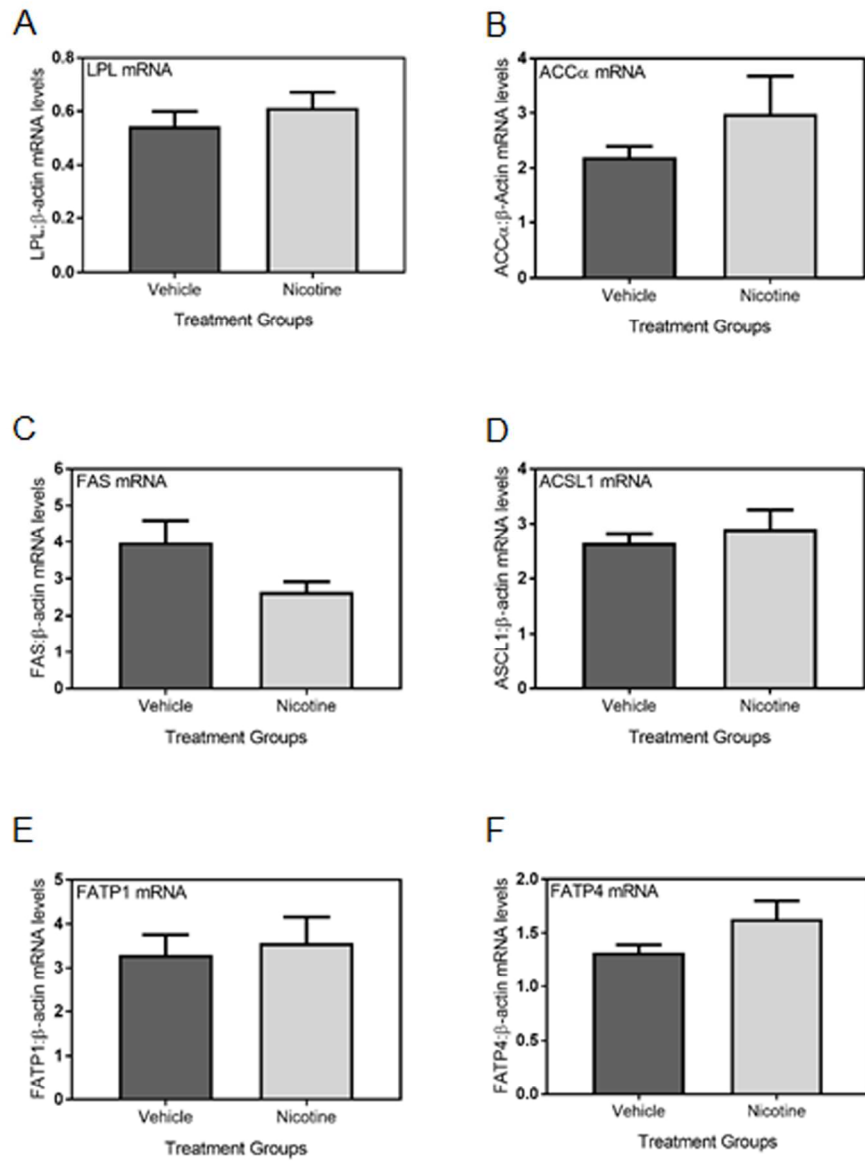 A
LPL mRNA
LPL:β-actin mRNA levels
0.8
0.6
0.4
0.2
0.0
Vehicle
Nicotine
Treatment Groups
B
ACCα mRNA
ACCα:β-Actin mRNA levels
4
3
2
1
0
Vehicle
Nicotine
Treatment Groups
C
FAS mRNA
FAS:β-actin mRNA levels
6
5
4
3
2
1
0
Vehicle
Nicotine
Treatment Groups
D
ACSL1 mRNA
ASCL1:β-actin mRNA levels
4
3
2
1
0
Vehicle
Nicotine
Treatment Groups
E
FATP1 mRNA
FATP1:β-actin mRNA levels
5
4
3
2
1
0
Vehicle
Nicotine
Treatment Groups
F
FATP4 mRNA
FATP4:β-actin mRNA levels
2.0
1.5
1.0
0.5
0.0
Vehicle
Nicotine
Treatment Groups